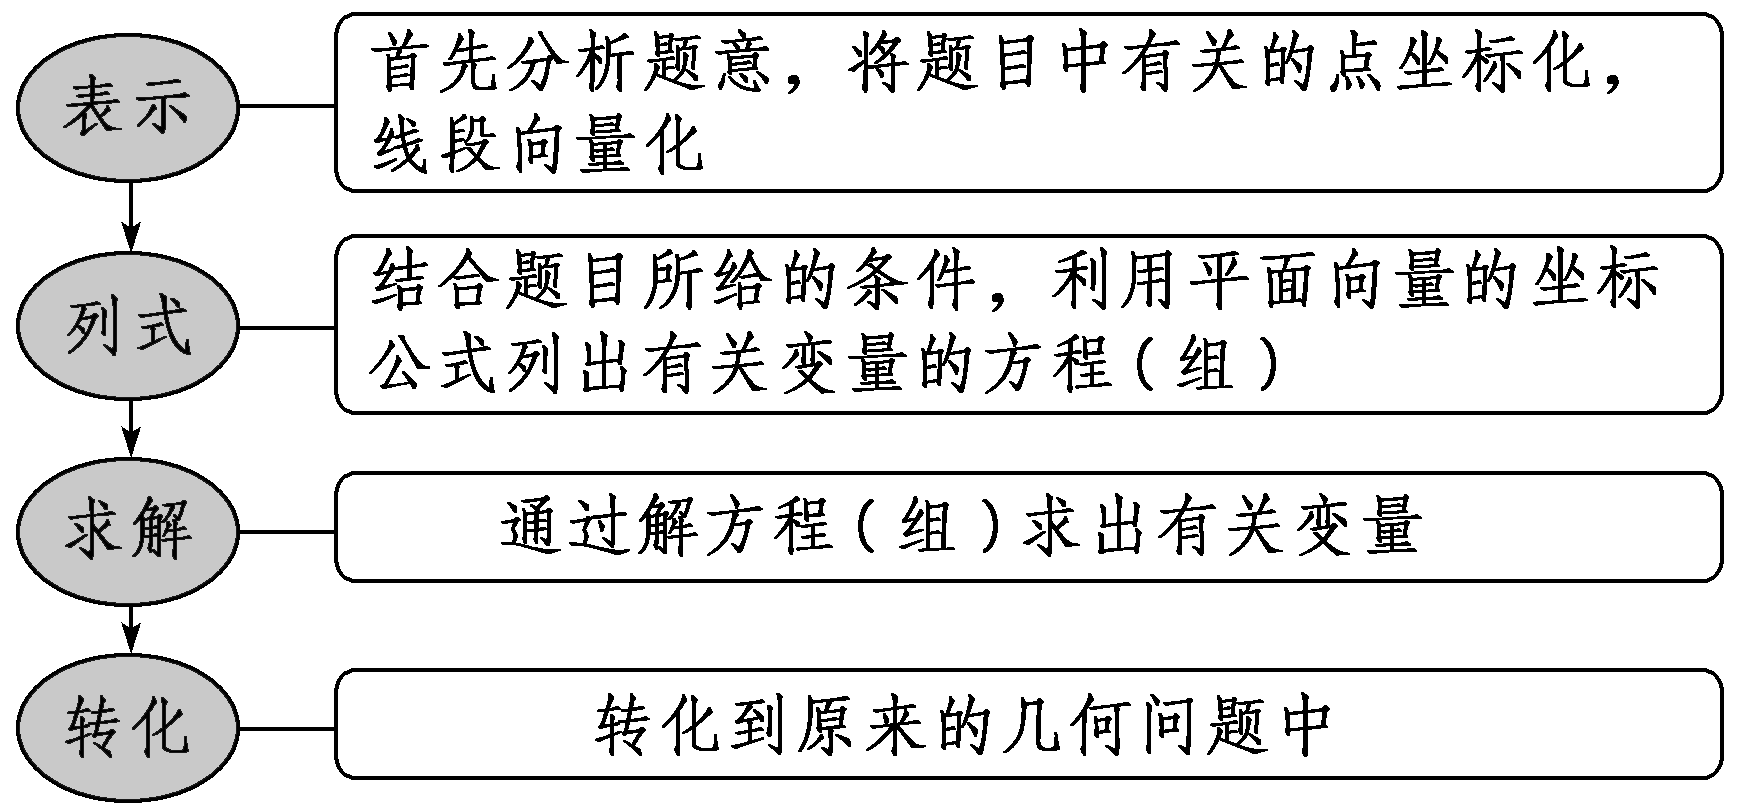 表示
首先分析题意，将题目中有关的点坐标化，
线段向量化
列式
结合题目所给的条件，利用平面向量的坐标
公式列出有关变量的方程(组)
求解
通过解方程(组)求出有关变量
转化
转化到原来的几何问题中